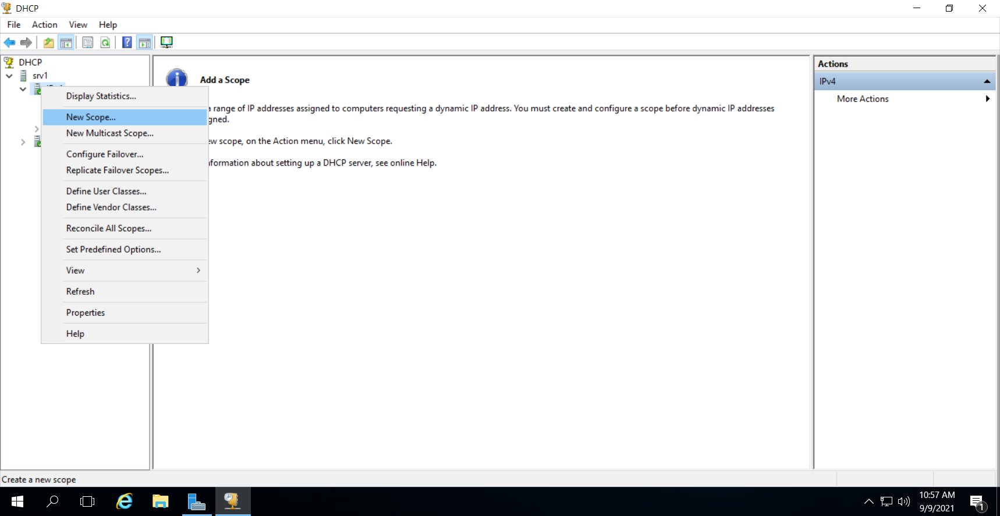 DHCP
File Action View Help
DHCP
srv1
Display Statistics...
New Scope...
New Multicast Scope...
Configure Failover...
Replicate Failover Scopes...
Define User Classes...
Define Vendor Classes...
Reconcile All Scopes...
Set Predefined Options...
View
Refresh
Properties
Help
Add a Scope
a range of IP addresses assigned to computers requesting a dynamic IP address. You must create and configure a scope before dynamic IP addresses
gned.
ew scope, on the Action menu, click New Scope.
formation about setting up a DHCP server, see online Help.
Actions
IPv4
More Actions
Create a new scope
10:57 AM
9/9/2021
1